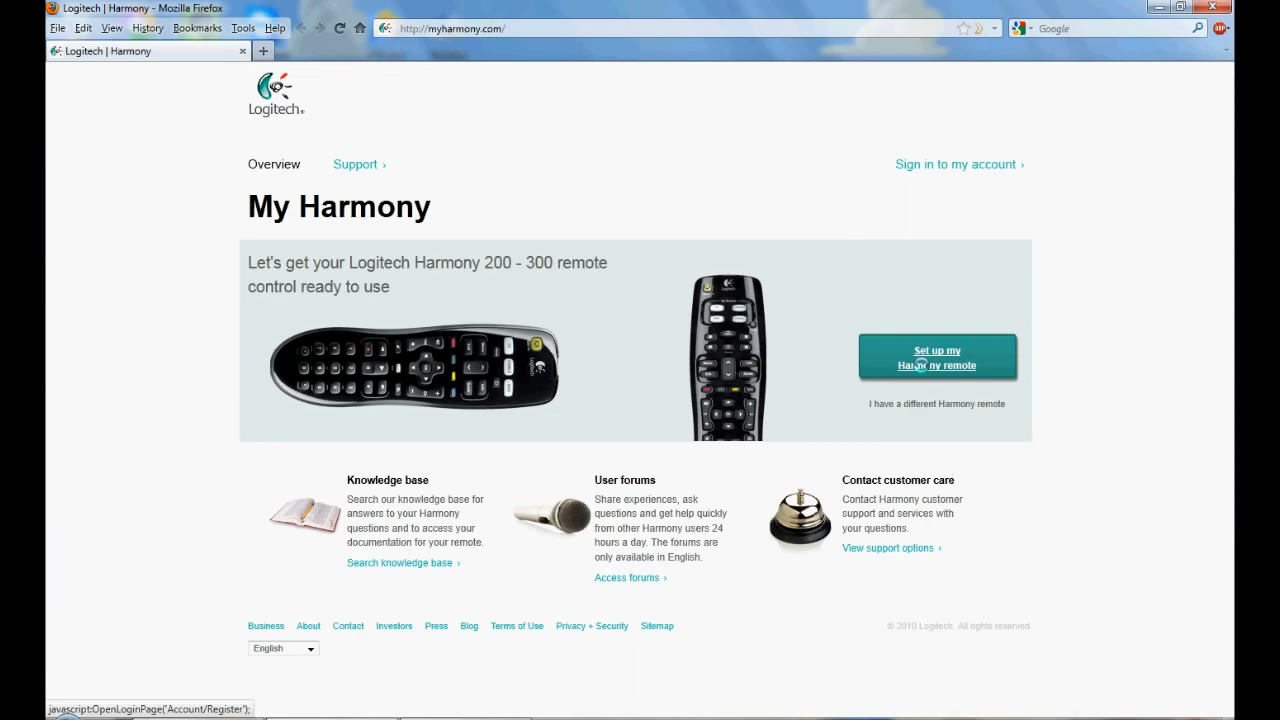 Logitech | Harmony - Mozilla Firefox
File Edit View History Bookmarks Tools Help
http://myharmony.com/
Google
ABP
Logitech | Harmony
Logitech
Overview
Support ›
Sign in to my account ›
My Harmony
Let's get your Logitech Harmony 200 - 300 remote
control ready to use
Set up my
Harmony remote
I have a different Harmony remote
Knowledge base
Search our knowledge base for
answers to your Harmony
questions and to access your
documentation for your remote.
Search knowledge base ›
User forums
Share experiences, ask
questions and get help quickly
from other Harmony users 24
hours a day. The forums are
only available in English.
Access forums ›
Contact customer care
Contact Harmony customer
support and services with
your questions.
View support options ›
Business About Contact Investors Press Blog Terms of Use Privacy + Security Sitemap
© 2010 Logitech. All rights reserved.
English
javascript:OpenLoginPage('Account/Register');